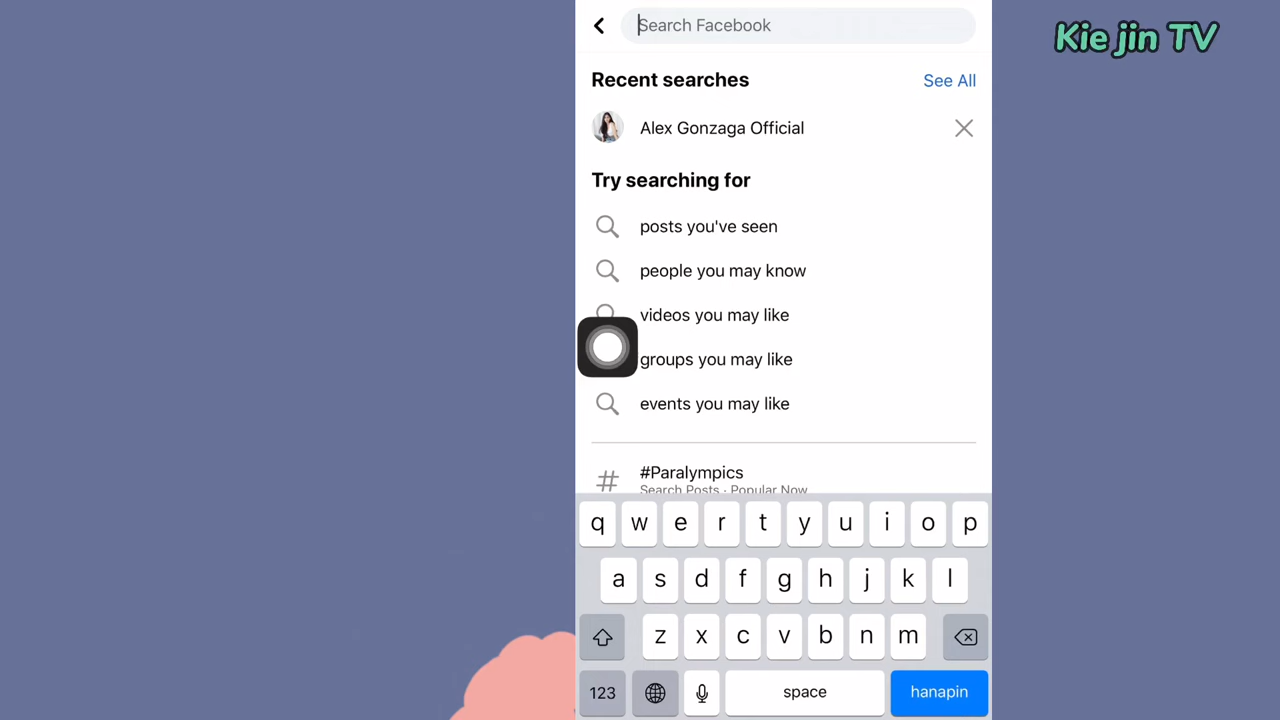 Search Facebook
Kie jin TV
Recent searches
See All
Alex Gonzaga Official
Try searching for
posts you've seen
people you may know
videos you may like
groups you may like
events you may like
#Paralympics
Search Posts · Popular Now
q w e r t y u i o p
a s d f g h j k l
z x c v b n m
123 space hanapin